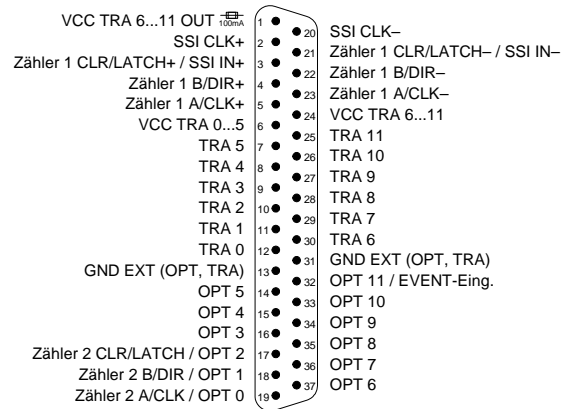 VCC TRA 6...11 OUT 100mA 1
SSI CLK+ 2
Zähler 1 CLR/LATCH+ / SSI IN+ 3
Zähler 1 B/DIR+ 4
Zähler 1 A/CLK+ 5
VCC TRA 0...5 6
TRA 5 7
TRA 4 8
TRA 3 9
TRA 2 10
TRA 1 11
TRA 0 12
GND EXT (OPT, TRA) 13
OPT 5 14
OPT 4 15
OPT 3 16
Zähler 2 CLR/LATCH / OPT 2 17
Zähler 2 B/DIR / OPT 1 18
Zähler 2 A/CLK / OPT 0 19
20 SSI CLK–
21 Zähler 1 CLR/LATCH– / SSI IN–
22 Zähler 1 B/DIR–
23 Zähler 1 A/CLK–
24 VCC TRA 6...11
25 TRA 11
26 TRA 10
27 TRA 9
28 TRA 8
29 TRA 7
30 TRA 6
31 GND EXT (OPT, TRA)
32 OPT 11 / EVENT-Eing.
33 OPT 10
34 OPT 9
35 OPT 8
36 OPT 7
37 OPT 6